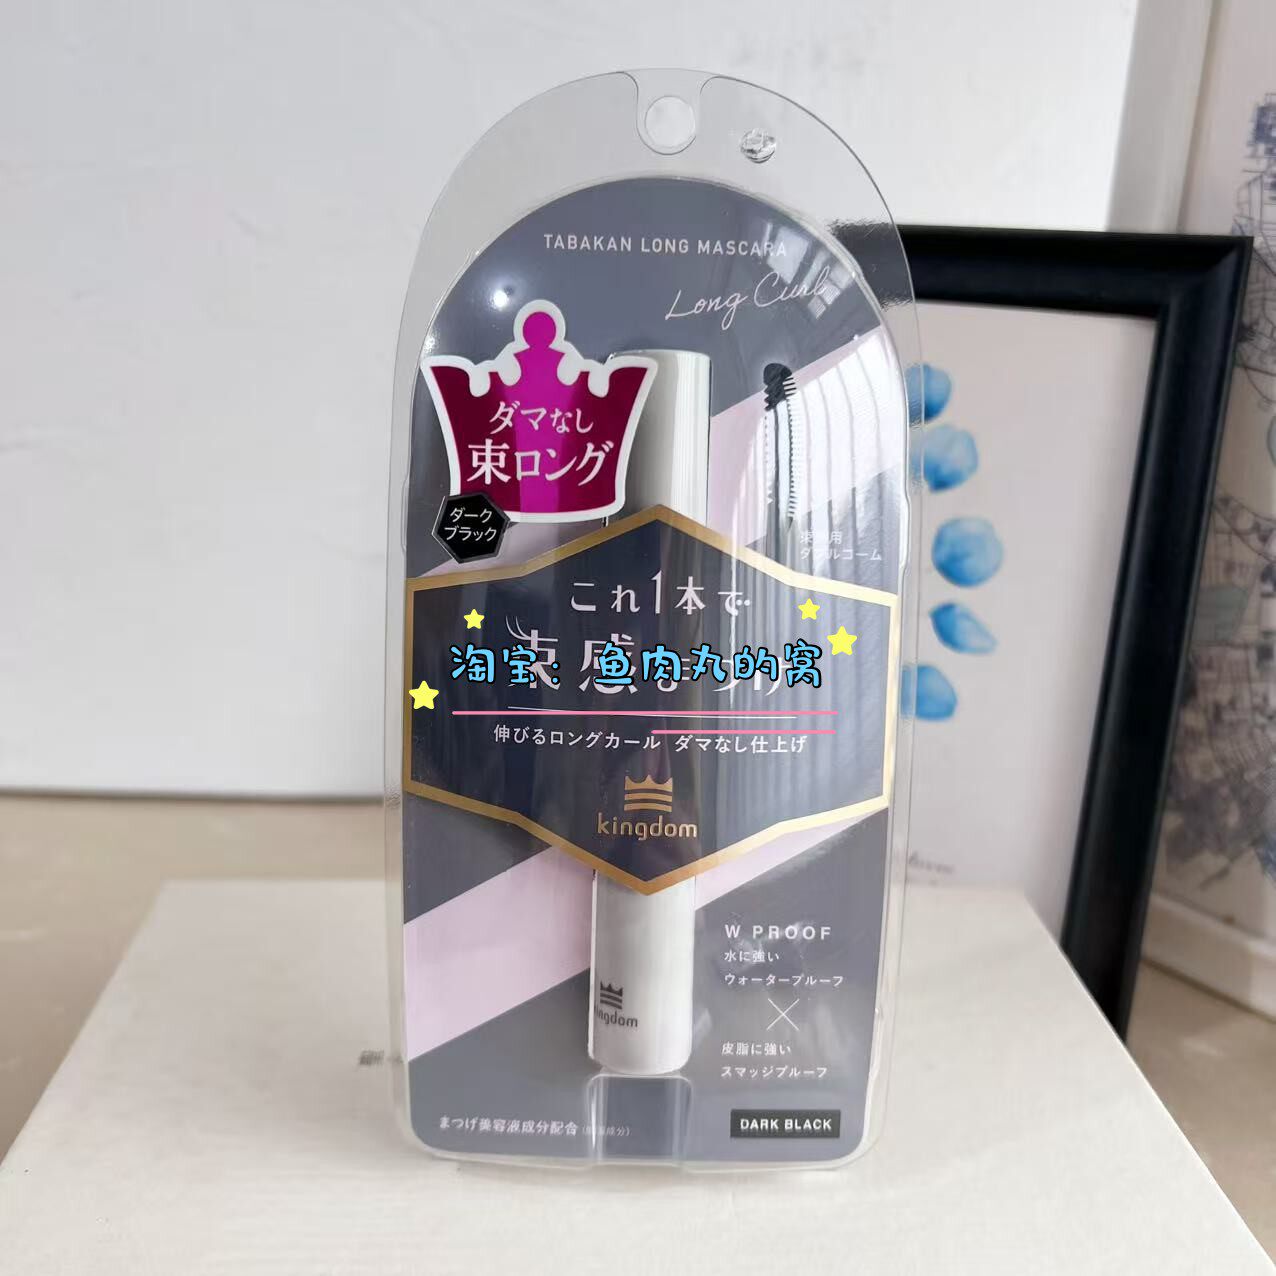 TABAKAN LONG MASCARA
Long Curl
ダマなし
束ロング
ダーク
ブラック
ダブルコーム
これ1本で
束感まつげ
淘宝：鱼肉丸的窝
伸びるロングカール ダマなし仕上げ
kingdom
W PROOF
水に強い
ウォータープルーフ
×
皮脂に強い
スマッジプルーフ
kingdom
まつげ美容液成分配合
DARK BLACK